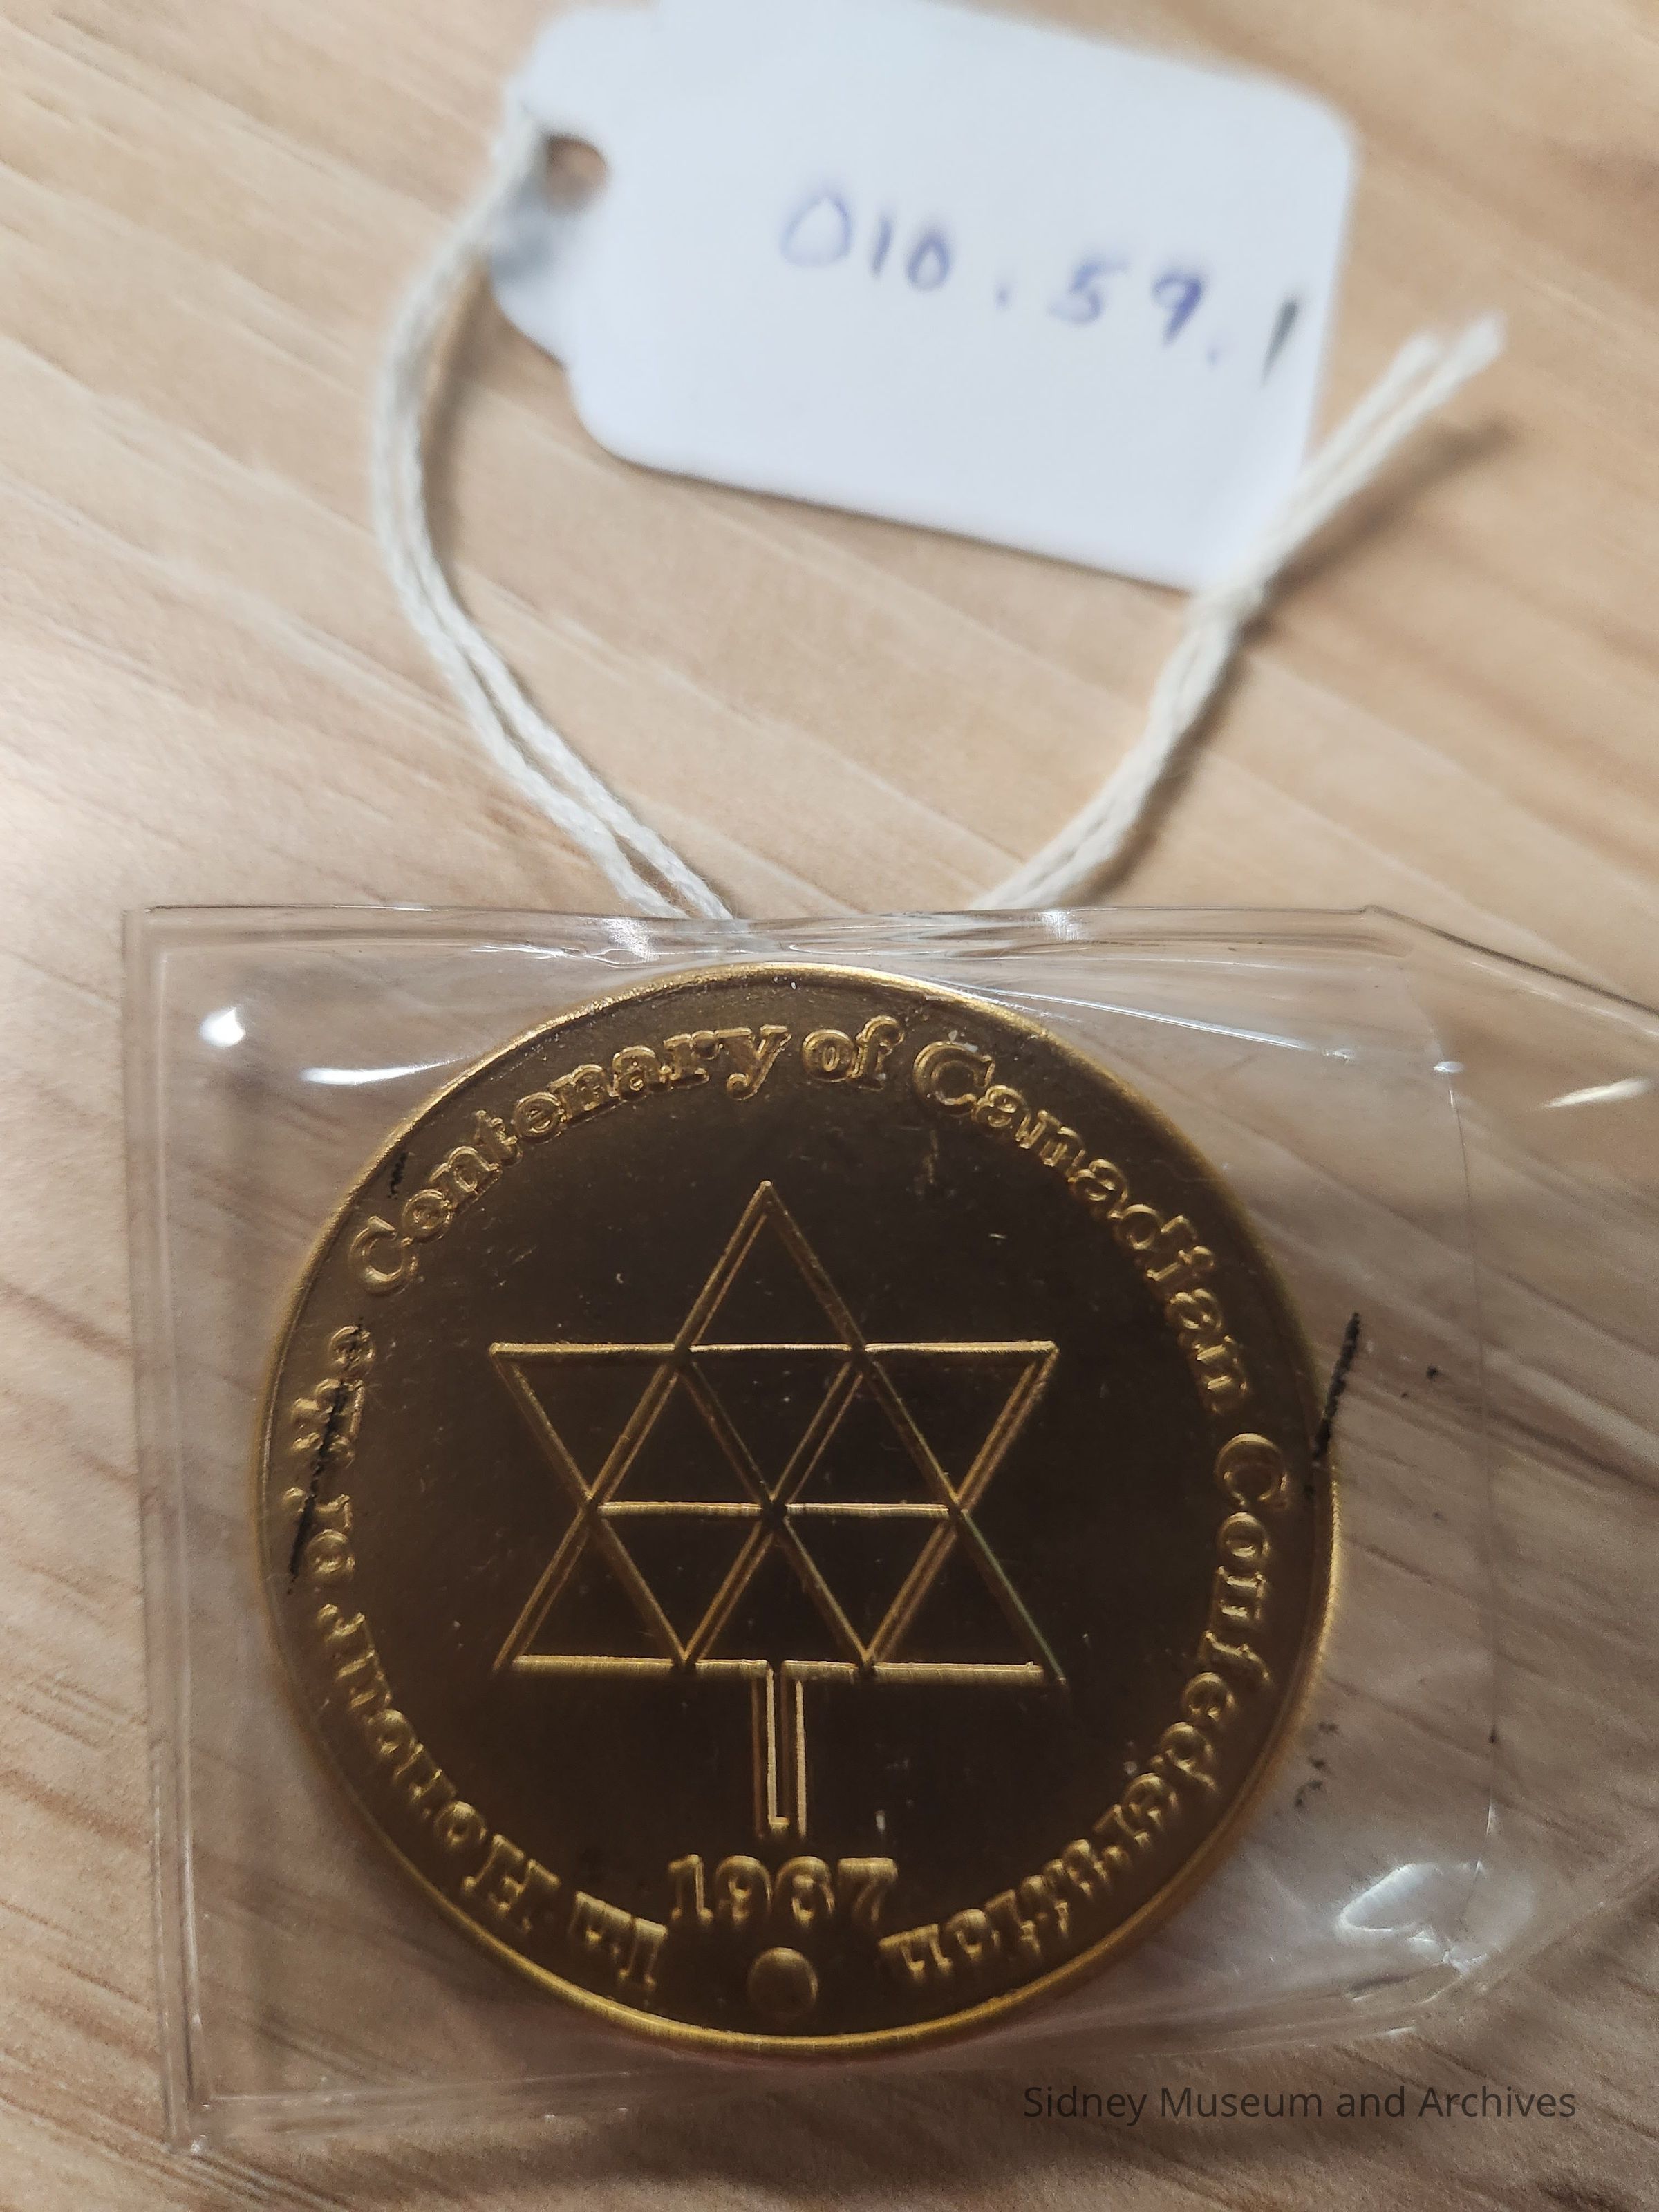 010.59.1
In Honour of the Centenary of Canadian Confederation
1967
Sidney Museum and Archives